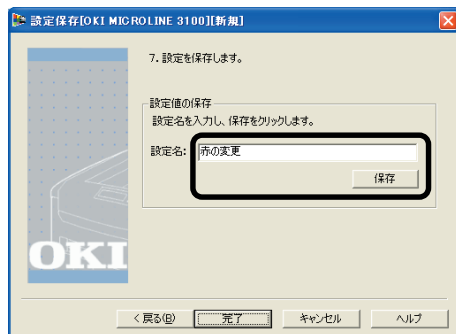 設定保存[OKI MICROLINE 3100][新規]
7. 設定を保存します。
設定値の保存
設定名を入力し、保存をクリックします。
設定名: 赤の変更
保存
OKI
< 戻る(B) 完了 キャンセル ヘルプ